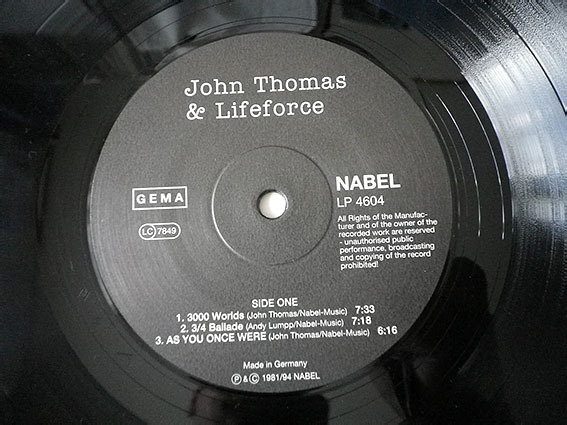 John Thomas
& Lifeforce
GEMA
LC 7849
NABEL
LP 4604
All Rights of the Manufac-
turer and of the owner of the
recorded work are reserved
- unauthorised public
performance, broadcasting
and copying of the record
prohibited!
SIDE ONE
1. 3000 Worlds (John Thomas/Nabel-Music) 7:33
2. 3/4 Ballade (Andy Lumpp/Nabel-Music) 7:18
3. AS YOU ONCE WERE (John Thomas/Nabel-Music) 6:16
Made in Germany
Ⓟ & © 1981/94 NABEL